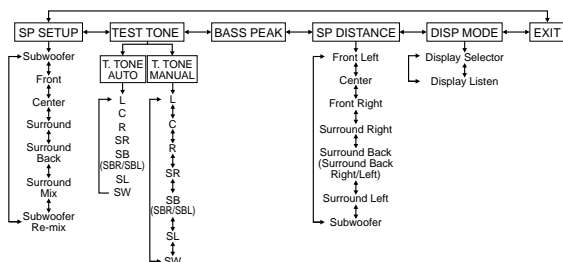 SP SETUP
TEST TONE
BASS PEAK
SP DISTANCE
DISP MODE
EXIT
Subwoofer
Front
Center
Surround
Surround
Back
Surround
Mix
Subwoofer
Re-mix
T. TONE
AUTO
L
C
R
SR
SB
(SBR/SBL)
SL
SW
T. TONE
MANUAL
L
C
R
SR
SB
(SBR/SBL)
SL
SW
Front Left
Center
Front Right
Surround Right
Surround Back
(Surround Back
Right/Left)
Surround Left
Subwoofer
Display Selector
Display Listen